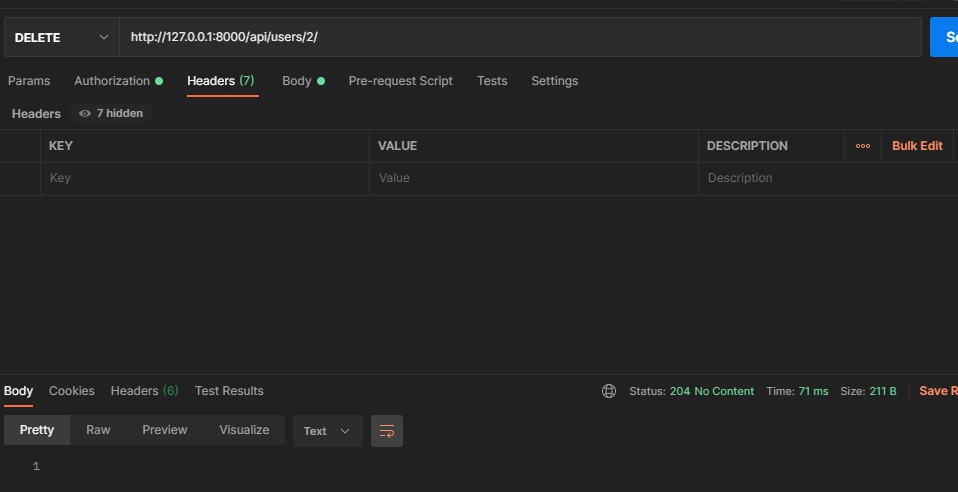 DELETE http://127.0.0.1:8000/api/users/2/
Params Authorization Headers (7) Body Pre-request Script Tests Settings
Headers 7 hidden
KEY VALUE DESCRIPTION Bulk Edit
Key Value Description
Body Cookies Headers (6) Test Results Status: 204 No Content Time: 71 ms Size: 211 B Save R
Pretty Raw Preview Visualize Text
1